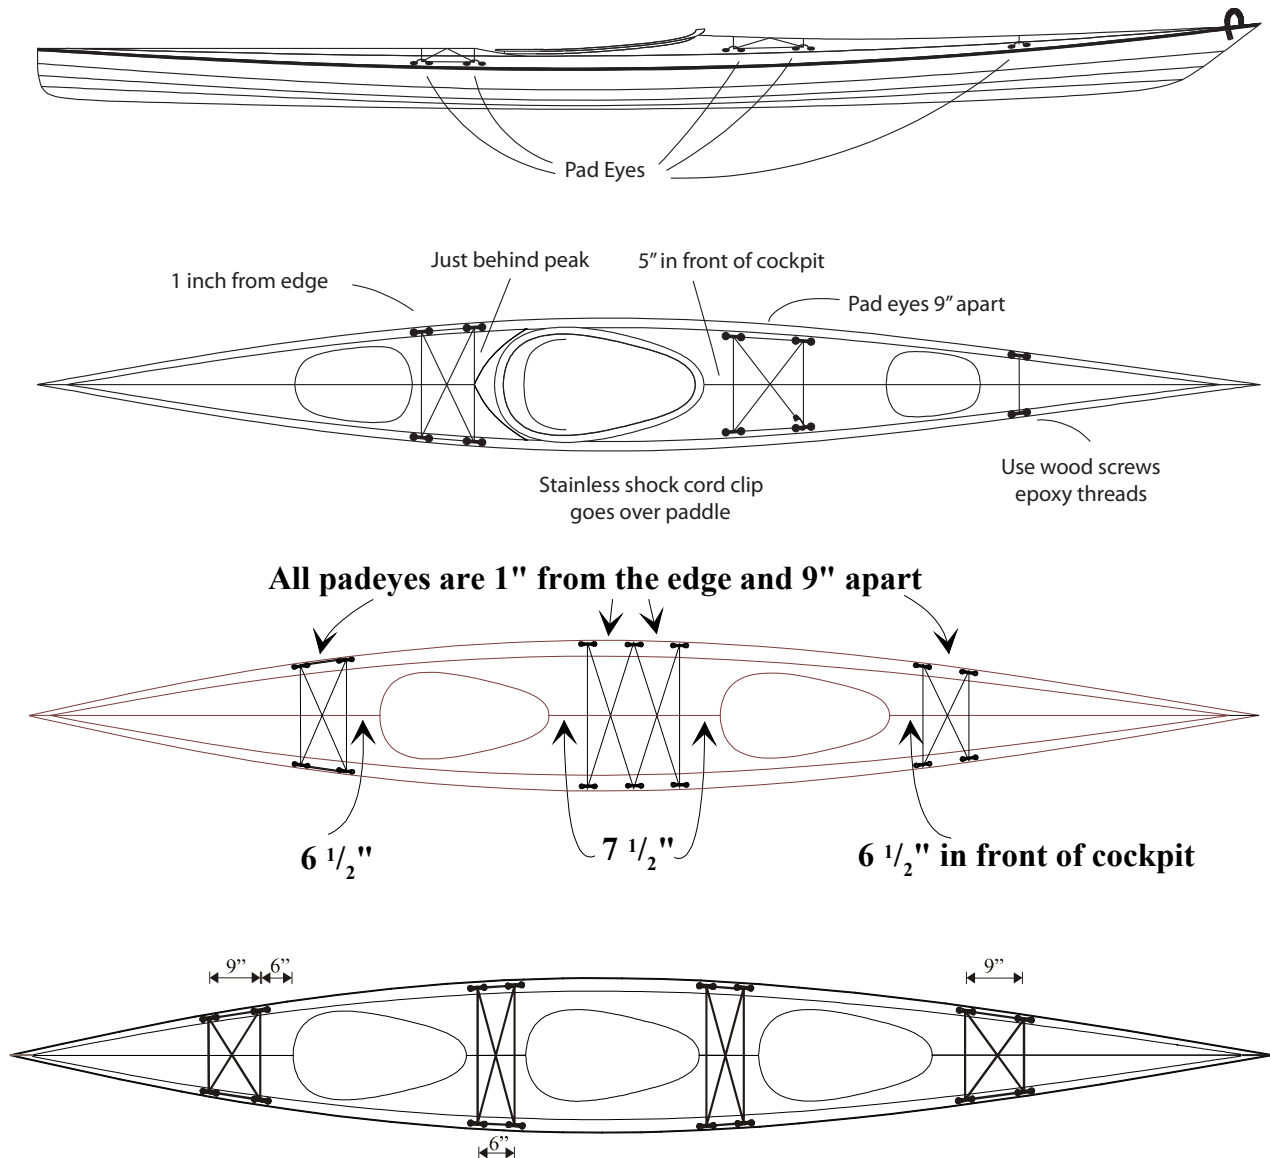 Pad Eyes
Just behind peak
5” in front of cockpit
1 inch from edge
Pad eyes 9” apart
Use wood screws
epoxy threads
Stainless shock cord clip
goes over paddle
All padeyes are 1" from the edge and 9" apart
6 1/2"
7 1/2"
6 1/2" in front of cockpit
9”
6”
9”
6”